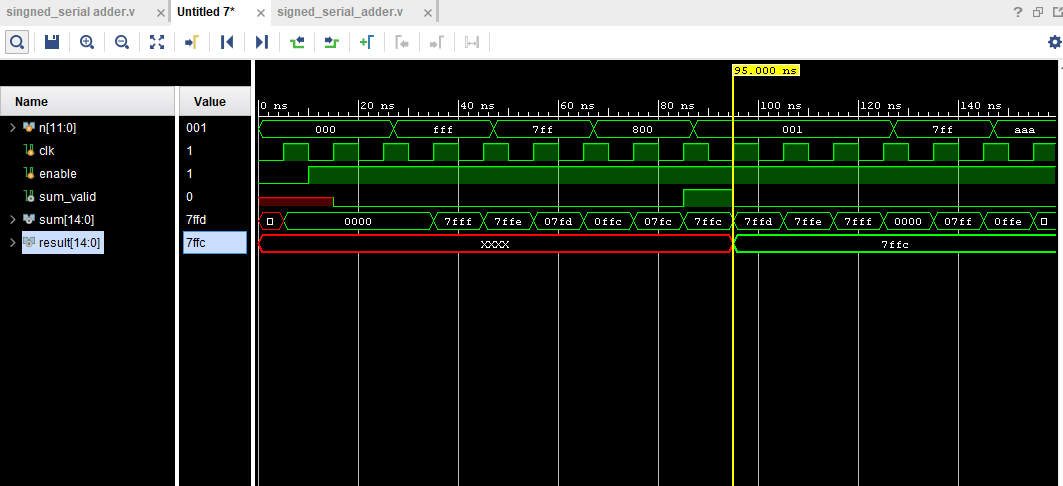 singned_serial adder.v × Untitled 7* × signed_serial_adder.v ×
95.000 ns
Name Value
0 ns 20 ns 40 ns 60 ns 80 ns 100 ns 120 ns 140 ns
n[11:0] 001 000 fff 7ff 800 001 7ff aaa
clk 1
enable 1
sum_valid 0
sum[14:0] 7ffd 0000 7fff 7ffe 07fd 0ffc 07fc 7ffc 7ffd 7ffe 7fff 0000 07ff 0ffe
result[14:0] 7ffc XXXX 7ffc